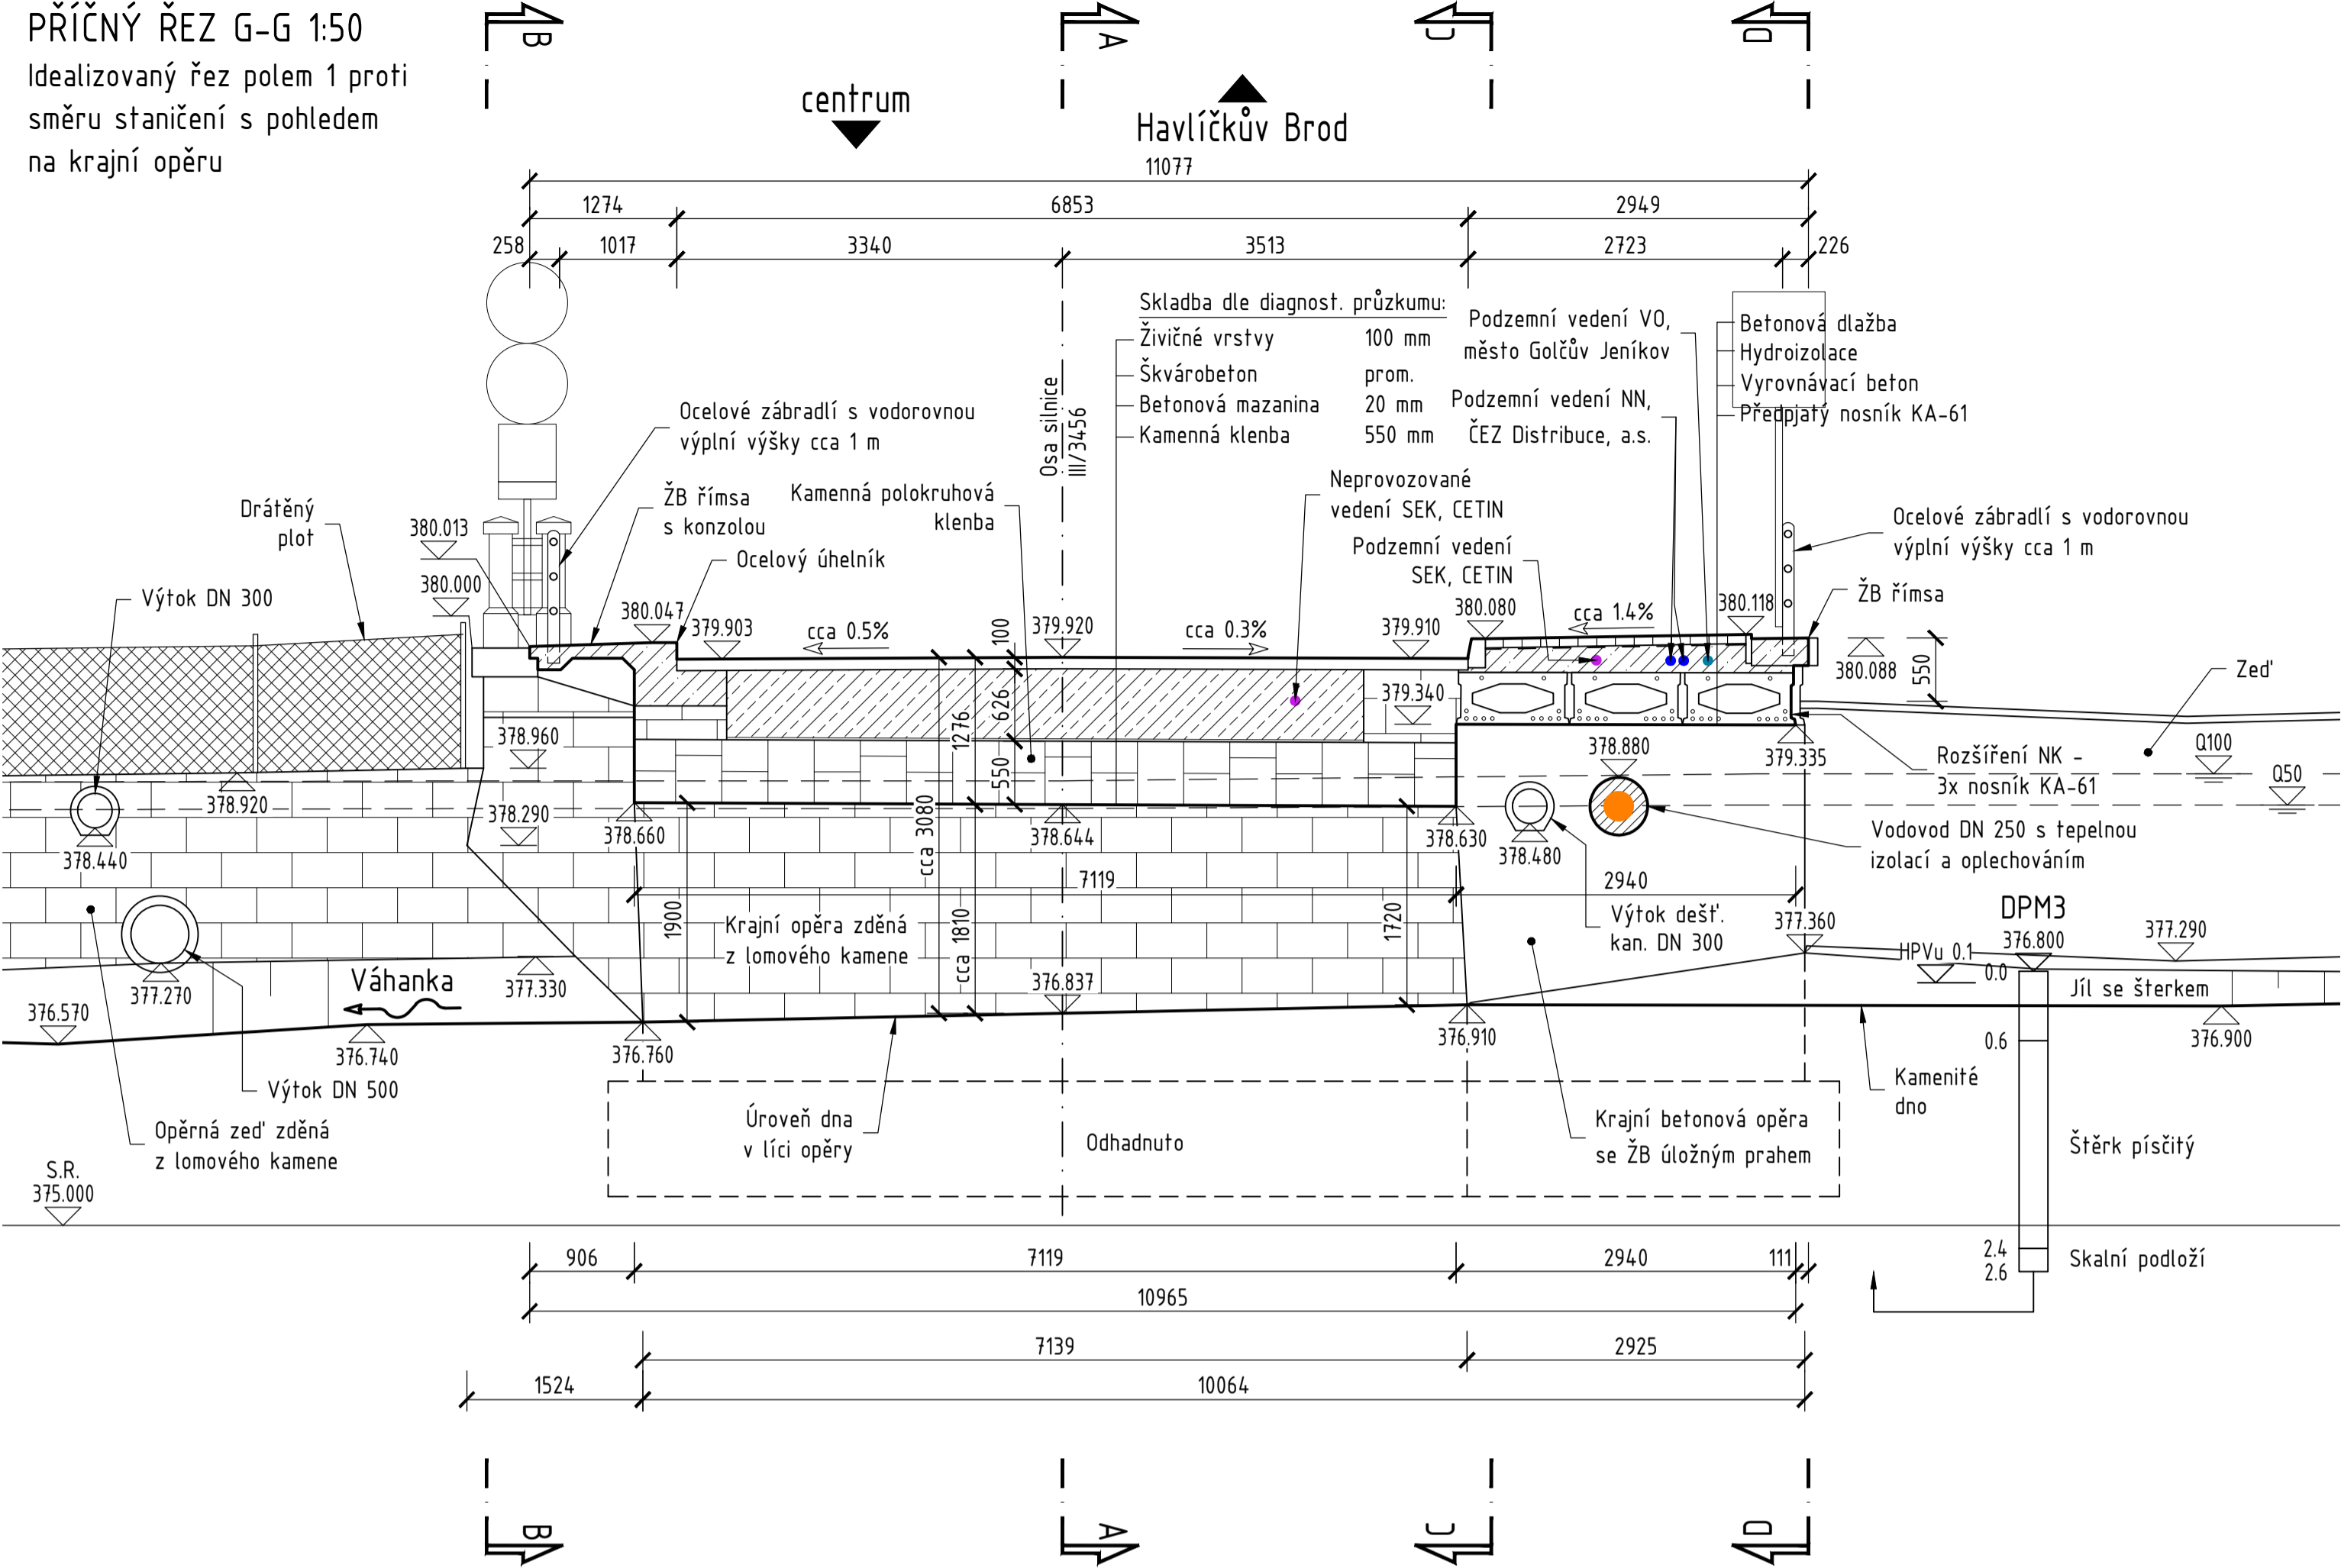 PŘÍČNÝ ŘEZ G-G 1:50
Idealizovaný řez polem 1 proti
směru staničení s pohledem
na krajní opěru
B
A
C
D
centrum
Havlíčkův Brod
11077
1274
6853
2949
258
1017
3340
3513
2723
226
Skladba dle diagnost. průzkumu:
Živičné vrstvy 100 mm
Škvárobeton prom.
Betonová mazanina 20 mm
Kamenná klenba 550 mm
Podzemní vedení VO,
město Golčův Jeníkov
Podzemní vedení NN,
ČEZ Distribuce, a.s.
Betonová dlažba
Hydroizolace
Vyrovnávací beton
Předpjatý nosník KA-61
Osa silnice
III/3456
Ocelové zábradlí s vodorovnou
výplní výšky cca 1 m
ŽB římsa
s konzolou
Kamenná polokruhová
klenba
Ocelový úhelník
Neprovozované
vedení SEK, CETIN
Podzemní vedení
SEK, CETIN
Ocelové zábradlí s vodorovnou
výplní výšky cca 1 m
ŽB římsa
Drátěný
plot
Výtok DN 300
380.013
380.000
380.047
379.903
cca 0.5%
379.920
100
cca 0.3%
379.910
380.080
cca 1.4%
380.118
380.088
550
Zeď
379.340
626
1276
550
378.960
378.920
378.290
378.440
378.660
cca 3080
378.644
378.630
378.880
378.480
379.335
Rozšíření NK -
3x nosník KA-61
Q100
Q50
Vodovod DN 250 s tepelnou
izolací a oplechováním
7119
2940
1900
cca 1810
1720
Krajní opěra zděná
z lomového kamene
Výtok dešť.
kan. DN 300
377.360
DPM3
376.800
377.290
HPVu 0.1
0.0
Jíl se šterkem
0.6
376.900
Váhanka
377.270
377.330
376.837
376.570
376.740
376.760
376.910
Výtok DN 500
Opěrná zeď zděná
z lomového kamene
Úroveň dna
v líci opěry
Odhadnuto
Krajní betonová opěra
se ŽB úložným prahem
Kamenité
dno
Štěrk písčitý
S.R.
375.000
2.4
2.6
Skalní podloží
906
7119
2940
111
10965
7139
2925
1524
10064
B
A
C
D